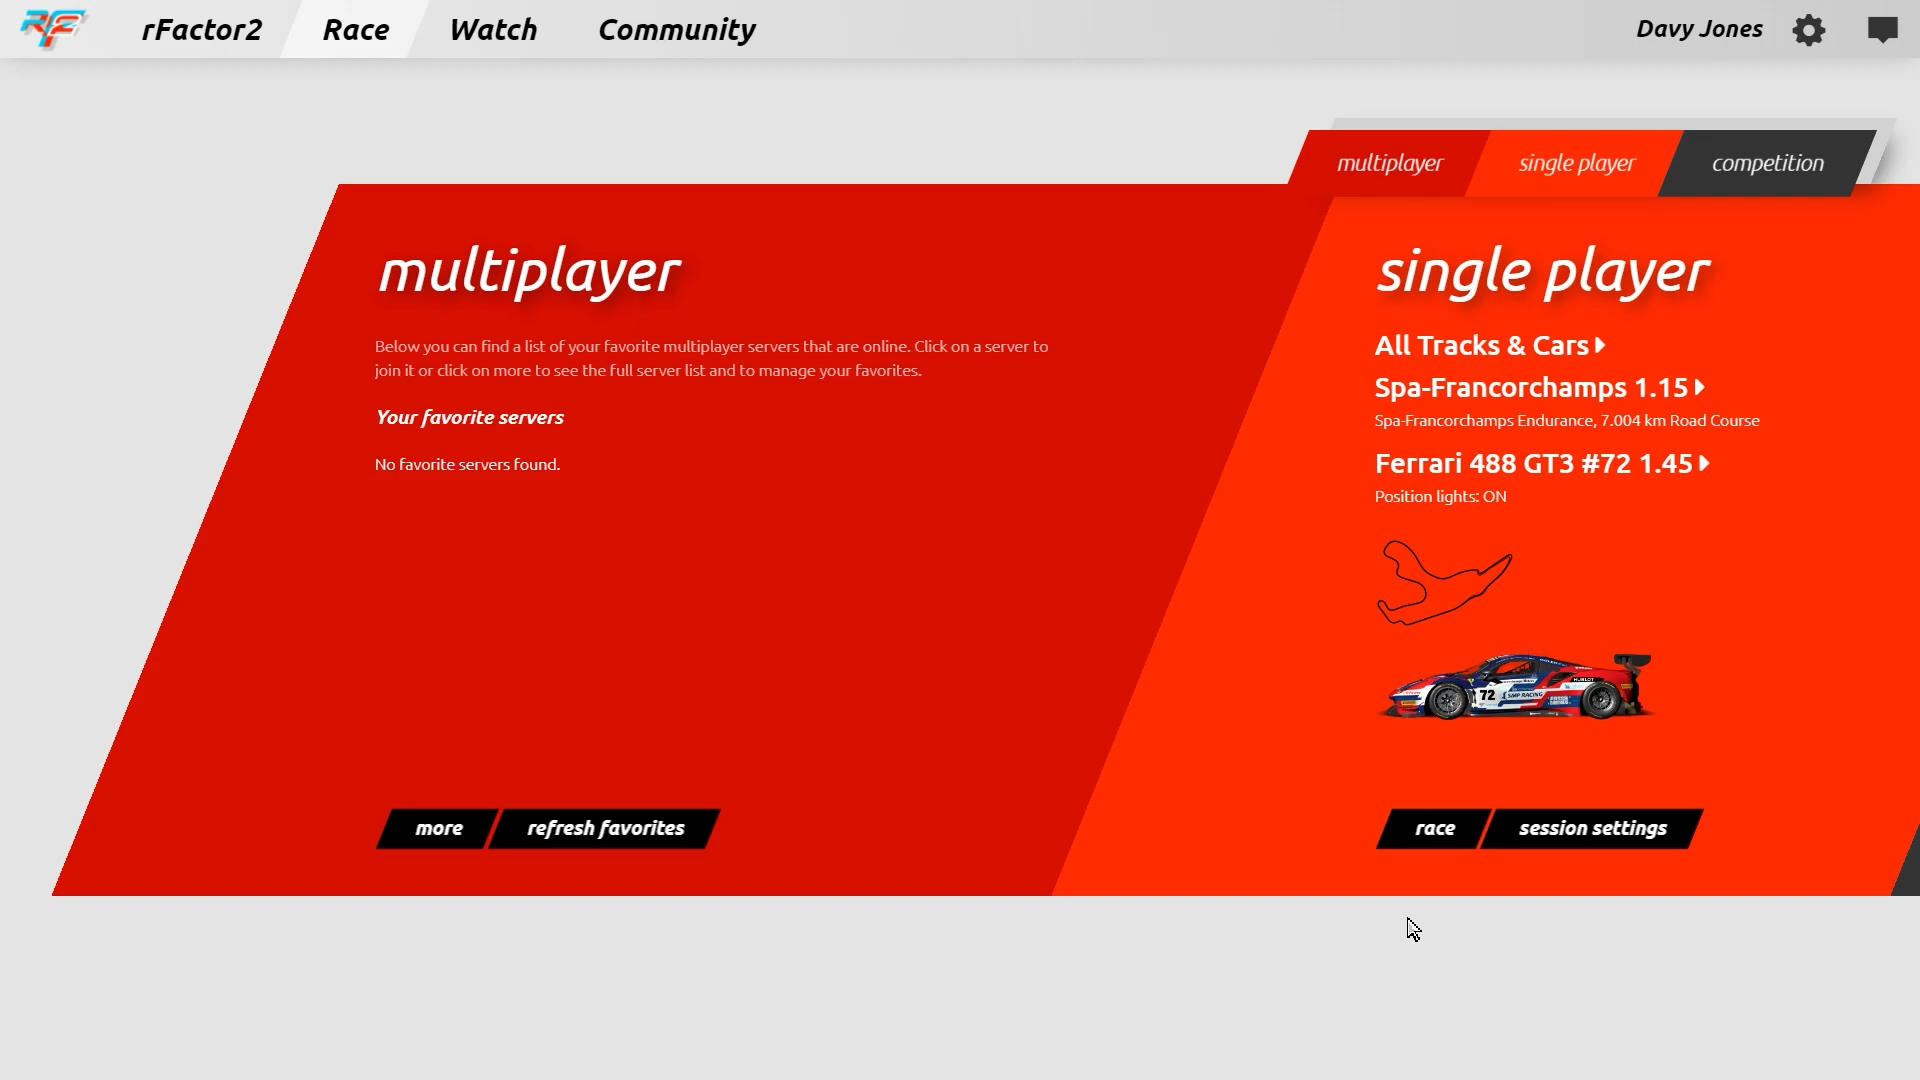 rFactor2
Race
Watch
Community
Davy Jones
multiplayer
single player
competition
multiplayer
Below you can find a list of your favorite multiplayer servers that are online. Click on a server to
join it or click on more to see the full server list and to manage your favorites.
Your favorite servers
No favorite servers found.
more
refresh favorites
single player
All Tracks & Cars
Spa-Francorchamps 1.15
Spa-Francorchamps Endurance, 7.004 km Road Course
Ferrari 488 GT3 #72 1.45
Position lights: ON
72
SMP RACING
race
session settings